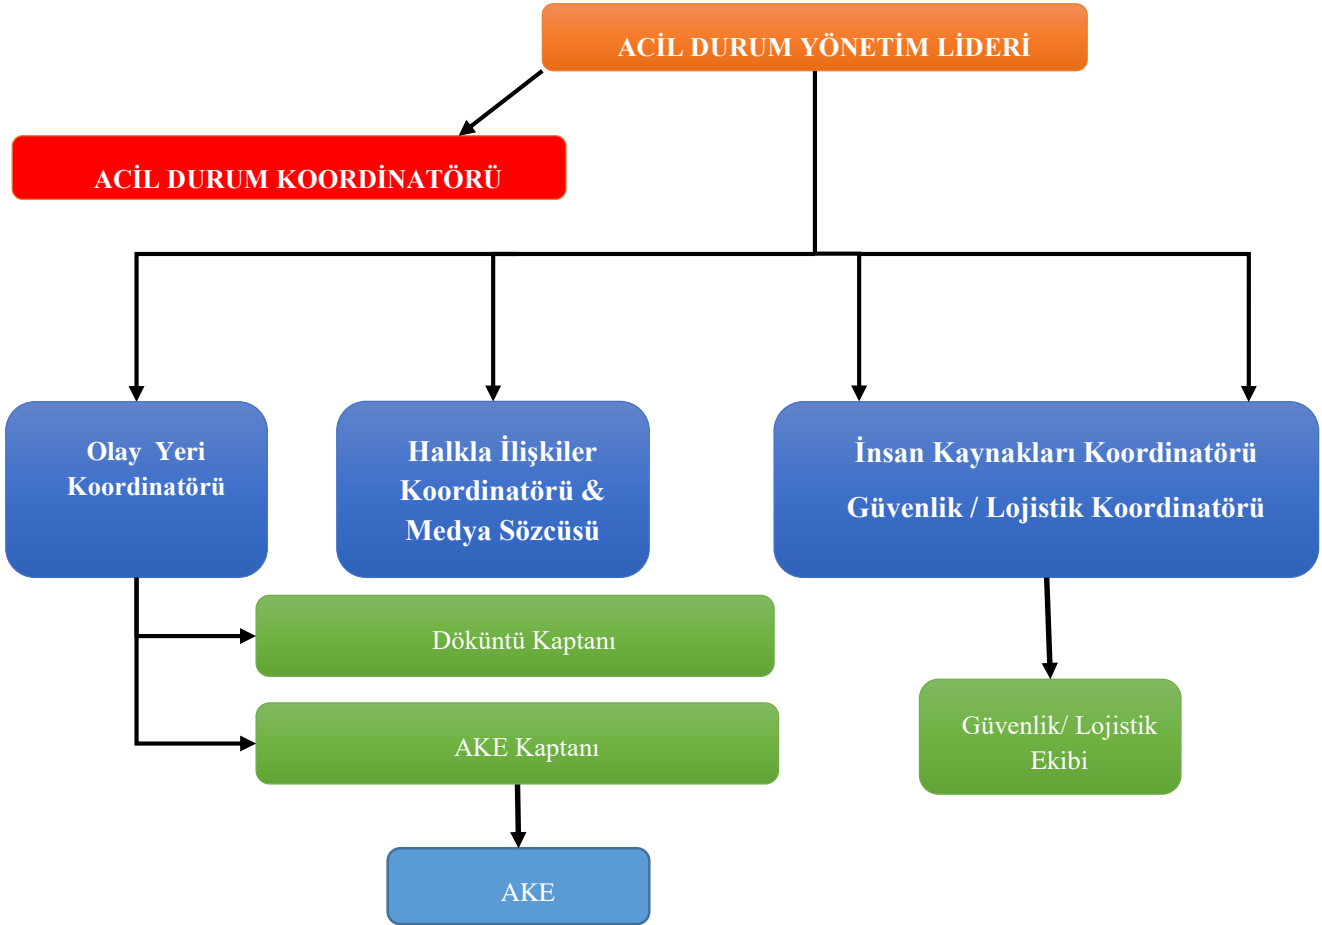 ACİL DURUM YÖNETİM LİDERİ
ACİL DURUM KOORDİNATÖRÜ
Olay Yeri
Koordinatörü
Halkla İlişkiler
Koordinatörü &
Medya Sözcüsü
İnsan Kaynakları Koordinatörü
Güvenlik / Lojistik Koordinatörü
Döküntü Kaptanı
AKE Kaptanı
Güvenlik/ Lojistik
Ekibi
AKE